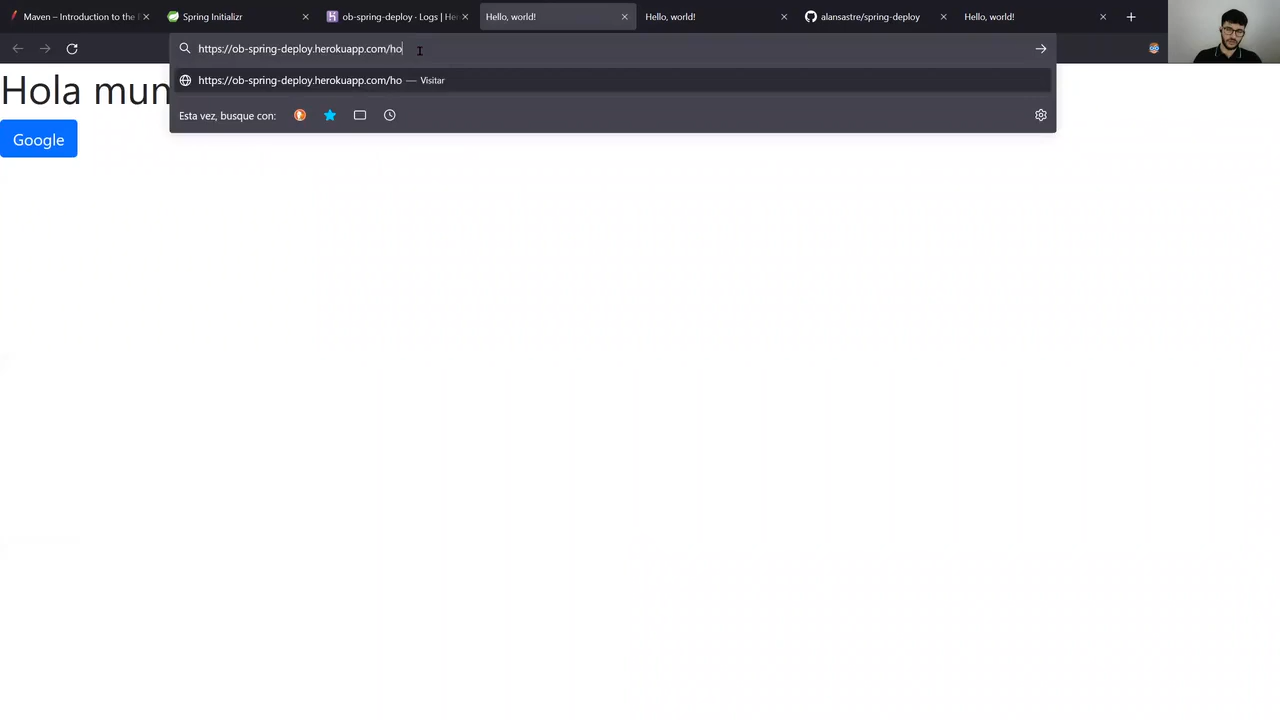 Maven – Introduction to the
Spring Initializr
ob-spring-deploy · Logs | He
Hello, world!
Hello, world!
alansastre/spring-deploy
Hello, world!
https://ob-spring-deploy.herokuapp.com/ho
https://ob-spring-deploy.herokuapp.com/ho — Visitar
Esta vez, busque con:
Hola mun
Google